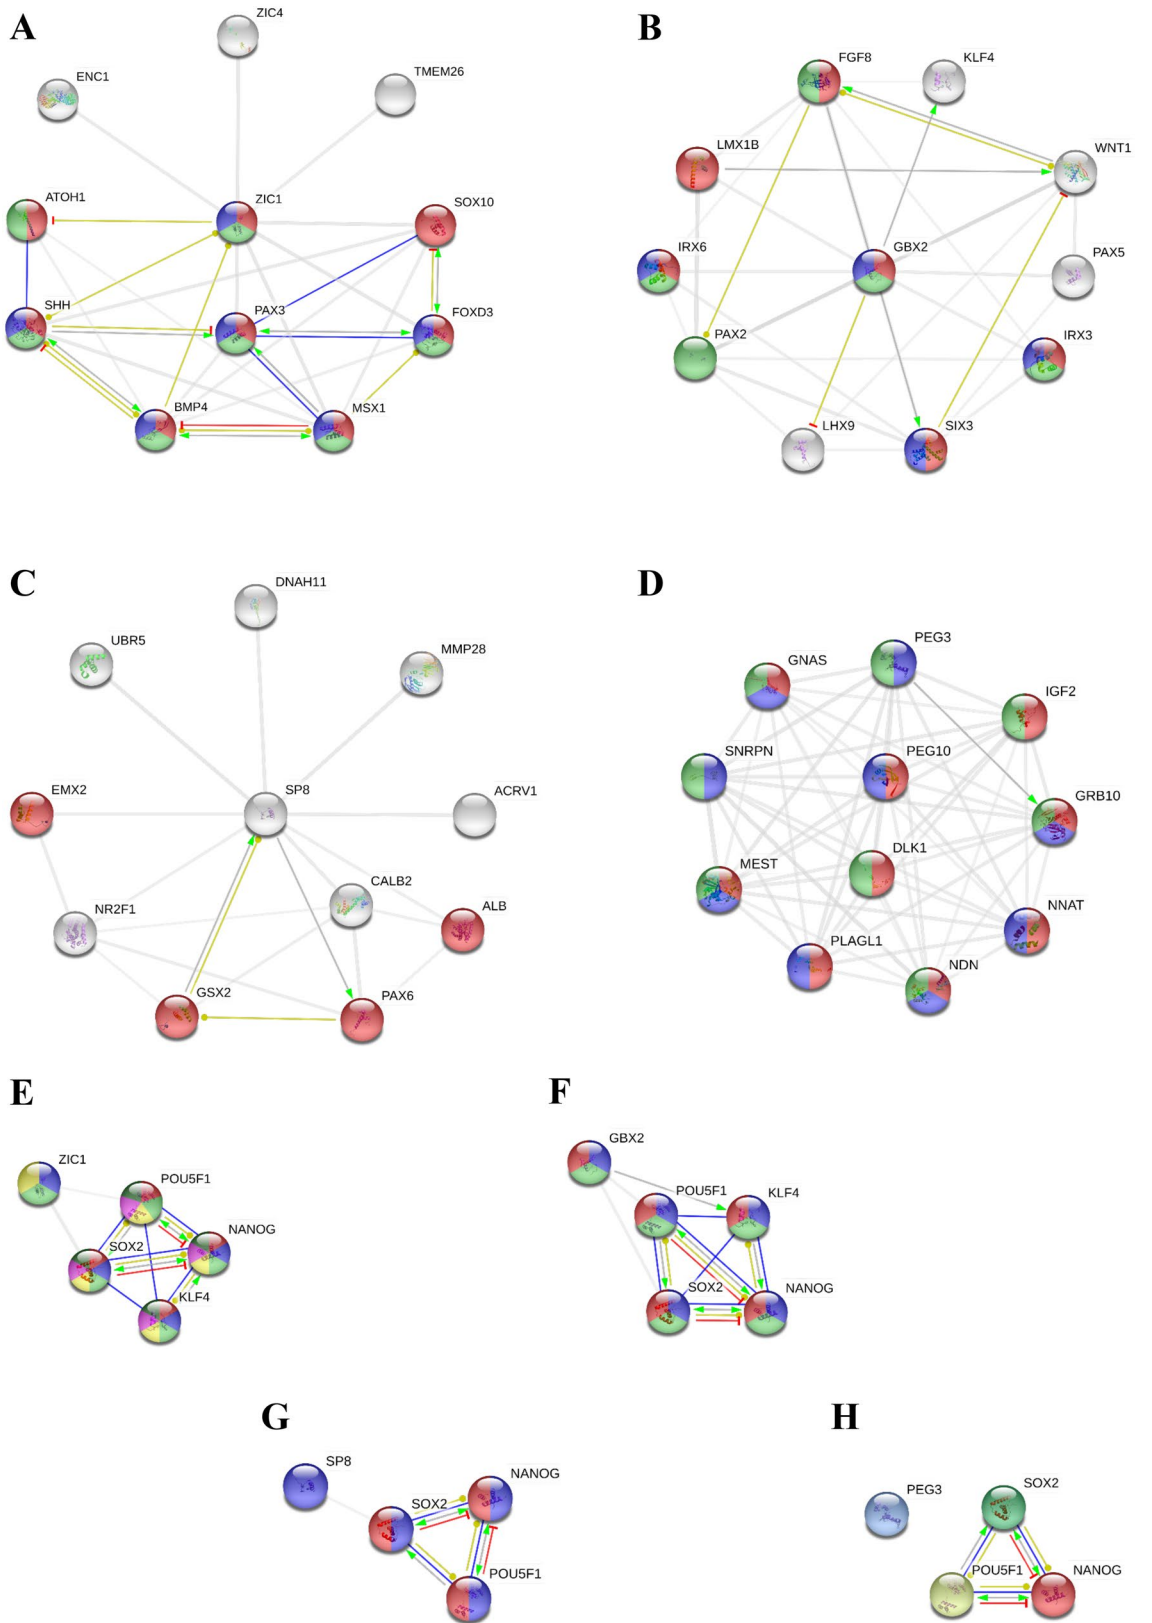 A
ZIC4
ENC1
TMEM26
ATOH1
ZIC1
SOX10
SHH
PAX3
FOXD3
BMP4
MSX1
B
FGF8
KLF4
LMX1B
WNT1
IRX6
GBX2
PAX5
PAX2
IRX3
LHX9
SIX3
C
DNAH11
UBR5
MMP28
EMX2
SP8
ACRV1
NR2F1
CALB2
ALB
GSX2
PAX6
D
PEG3
GNAS
IGF2
SNRPN
PEG10
GRB10
MEST
DLK1
NNAT
PLAGL1
NDN
E
ZIC1
POU5F1
NANOG
SOX2
KLF4
F
GBX2
POU5F1
KLF4
SOX2
NANOG
G
SP8
NANOG
SOX2
POU5F1
H
PEG3
SOX2
POU5F1
NANOG